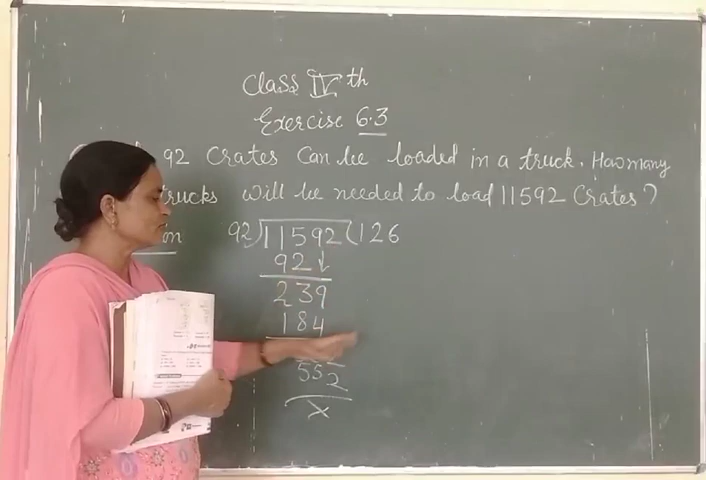 Class IV th
Exercise 6.3
92 Crates Can be loaded in a truck. How many
trucks will be needed to load 11592 Crates?
92)11592(126
92↓
239
184
552
x